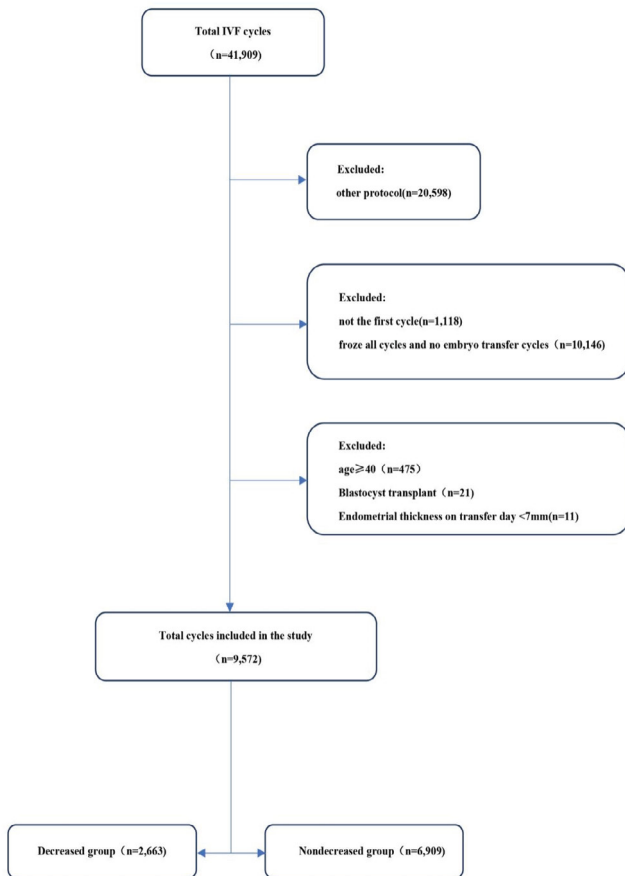 Total IVF cycles
（n=41,909）
Excluded:
other protocol(n=20,598)
Excluded:
not the first cycle(n=1,118)
froze all cycles and no embryo transfer cycles（n=10,146)
Excluded:
age≥40（n=475）
Blastocyst transplant（n=21）
Endometrial thickness on transfer day <7mm(n=11)
Total cycles included in the study
（n=9,572）
Decreased group（n=2,663）
Nondecreased group（n=6,909）